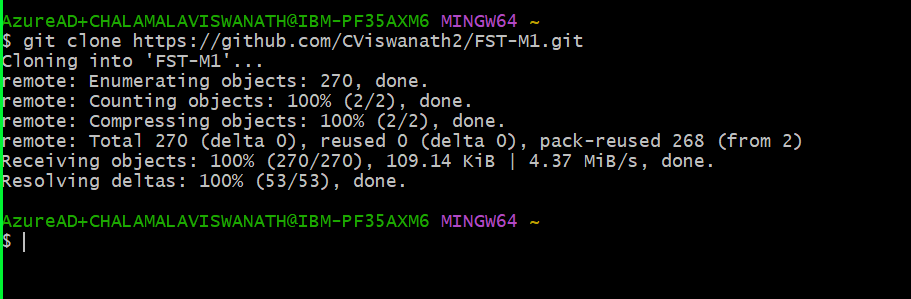 AzureAD+CHALAMALAVISWANATH@IBM-PF35AXM6 MINGW64 ~
$ git clone https://github.com/CViswanath2/FST-M1.git
Cloning into 'FST-M1'...
remote: Enumerating objects: 270, done.
remote: Counting objects: 100% (2/2), done.
remote: Compressing objects: 100% (2/2), done.
remote: Total 270 (delta 0), reused 0 (delta 0), pack-reused 268 (from 2)
Receiving objects: 100% (270/270), 109.14 KiB | 4.37 MiB/s, done.
Resolving deltas: 100% (53/53), done.
AzureAD+CHALAMALAVISWANATH@IBM-PF35AXM6 MINGW64 ~
$